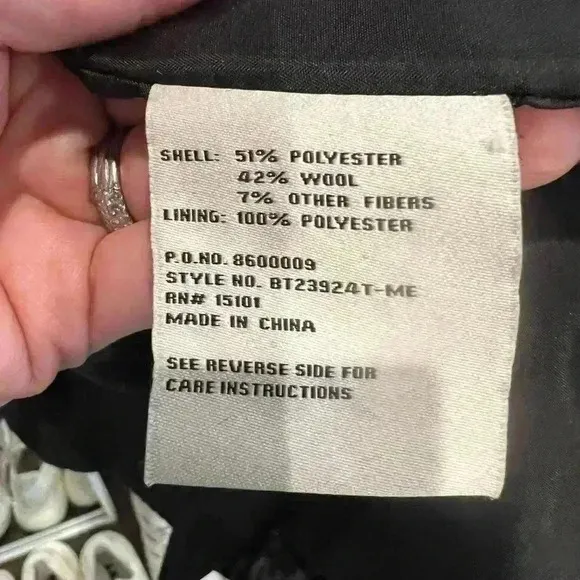 SHELL: 51% POLYESTER
42% WOOL
7% OTHER FIBERS
LINING: 100% POLYESTER
P.O.NO. 8600009
STYLE NO. BT23924T-ME
RN# 15101
MADE IN CHINA
SEE REVERSE SIDE FOR
CARE INSTRUCTIONS